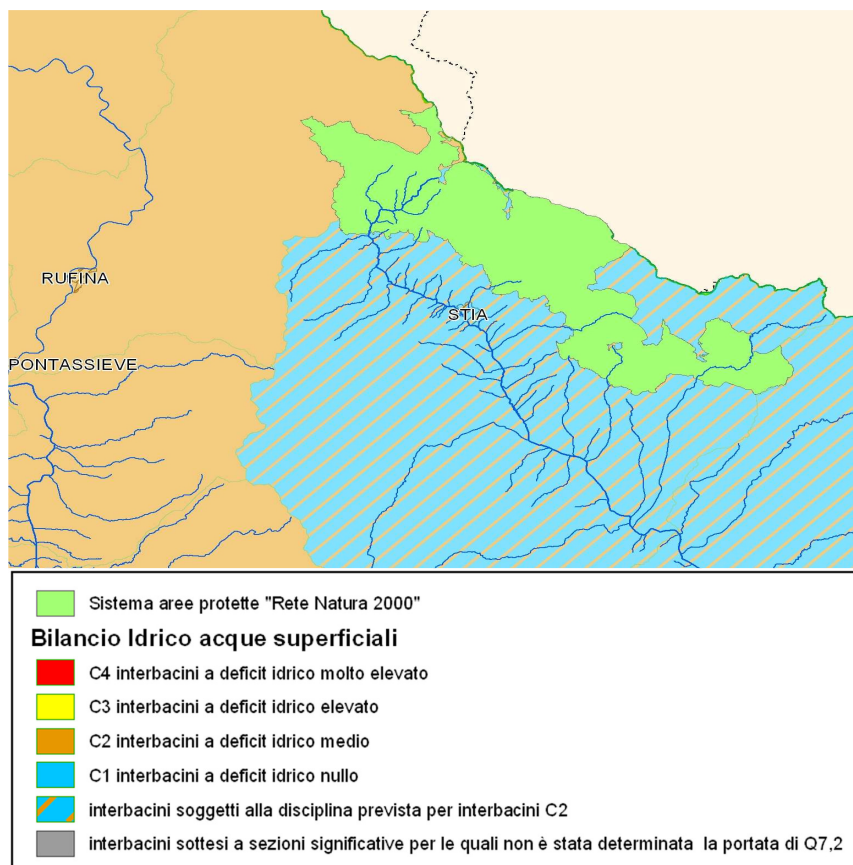 RUFINA
STIA
PONTASSIEVE
Sistema aree protette "Rete Natura 2000"
Bilancio Idrico acque superficiali
C4 interbacini a deficit idrico molto elevato
C3 interbacini a deficit idrico elevato
C2 interbacini a deficit idrico medio
C1 interbacini a deficit idrico nullo
interbacini soggetti alla disciplina prevista per interbacini C2
interbacini sottesi a sezioni significative per le quali non è stata determinata la portata di Q7,2